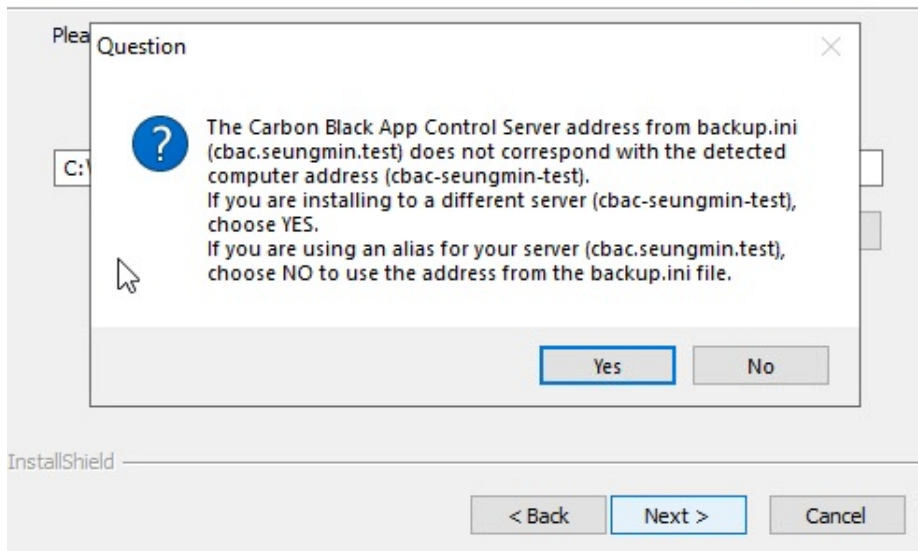 Plea
Question
The Carbon Black App Control Server address from backup.ini
(cbac.seungmin.test) does not correspond with the detected
computer address (cbac-seungmin-test).
If you are installing to a different server (cbac-seungmin-test),
choose YES.
If you are using an alias for your server (cbac.seungmin.test),
choose NO to use the address from the backup.ini file.
C:\
Yes
No
InstallShield
< Back
Next >
Cancel